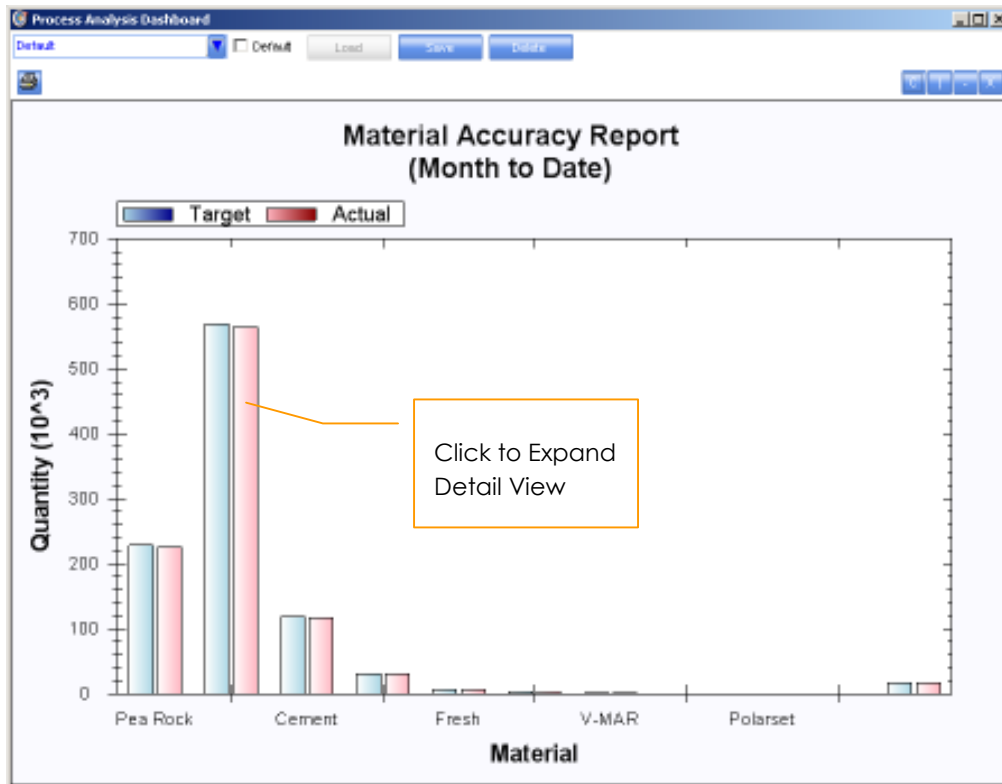 Process Analysis Dashboard
Default
Default
Load
Save
Delete
C
I
-
X
Material Accuracy Report
(Month to Date)
Target
Actual
700
600
500
400
300
200
100
0
Quantity (10^3)
Click to Expand
Detail View
Pea Rock
Cement
Fresh
V-MAR
Polarset
Material